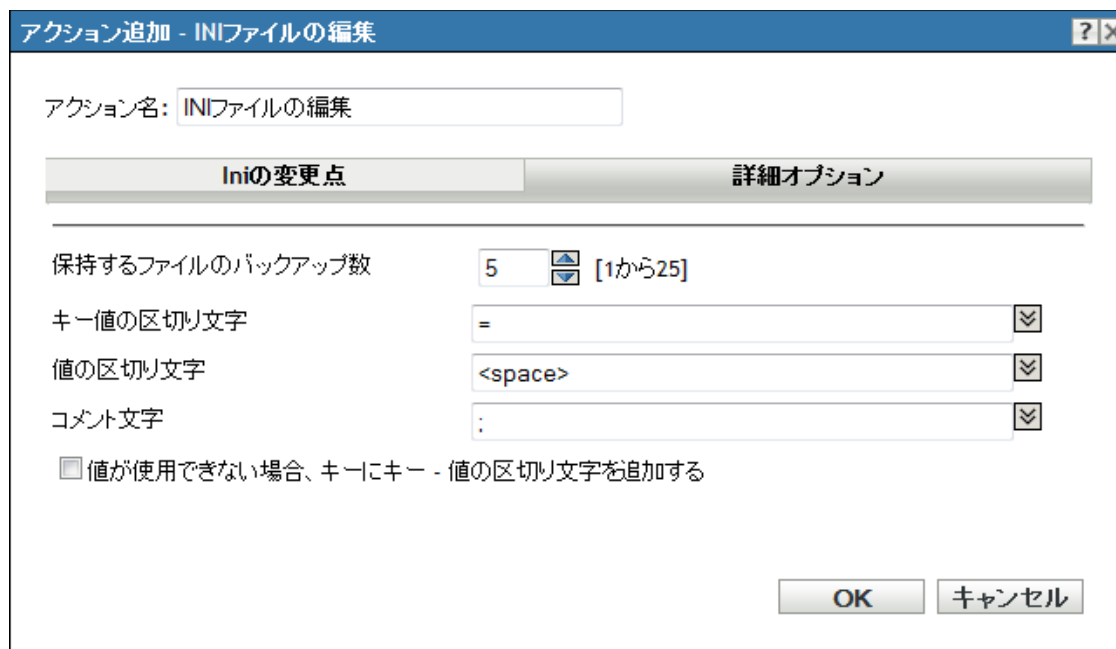 アクション追加 - INIファイルの編集
アクション名: INIファイルの編集
Iniの変更点 詳細オプション
保持するファイルのバックアップ数 5 [1から25]
キー値の区切り文字 =
値の区切り文字 <space>
コメント文字 ;
値が使用できない場合、キーにキー - 値の区切り文字を追加する
OK キャンセル